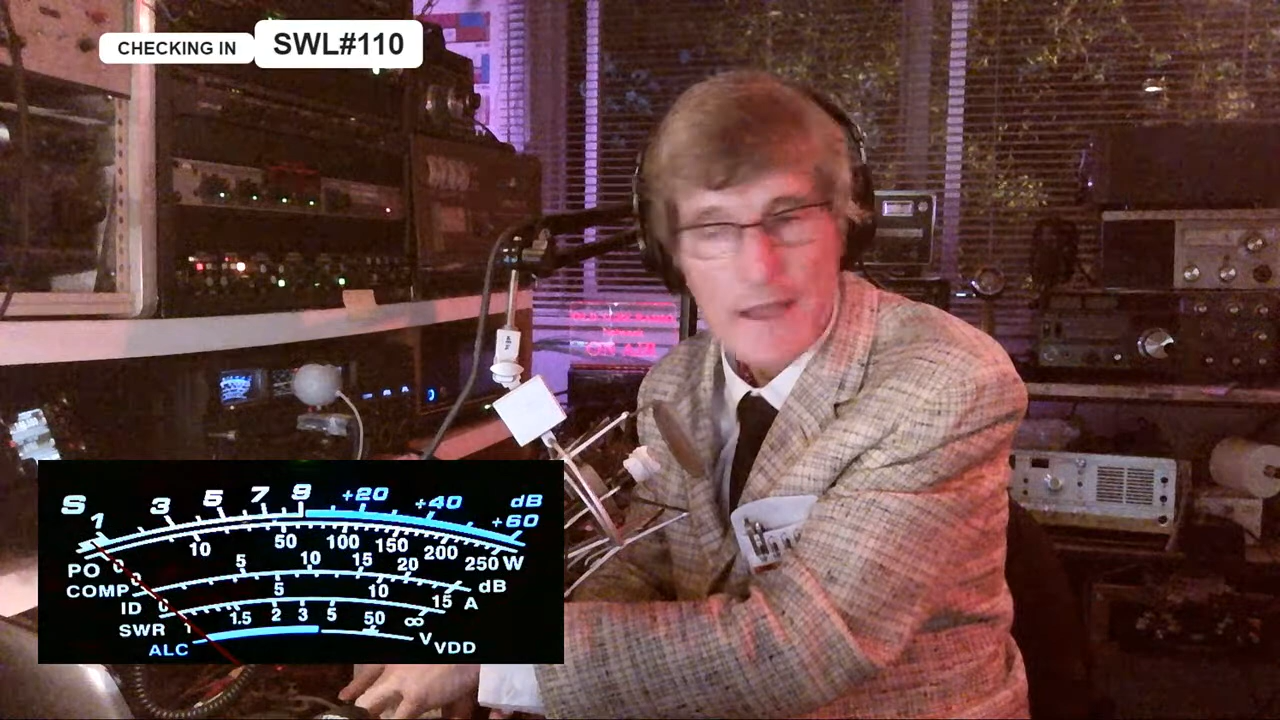 CHECKING IN
SWL#110
S 1 3 5 7 9 +20 +40 +60 dB
PO 0 10 50 100 150 200 250 W
COMP 0 5 10 15 20 dB
ID 0 5 10 15 A
SWR 1 1.5 2 3 5 50 ∞
ALC V VDD